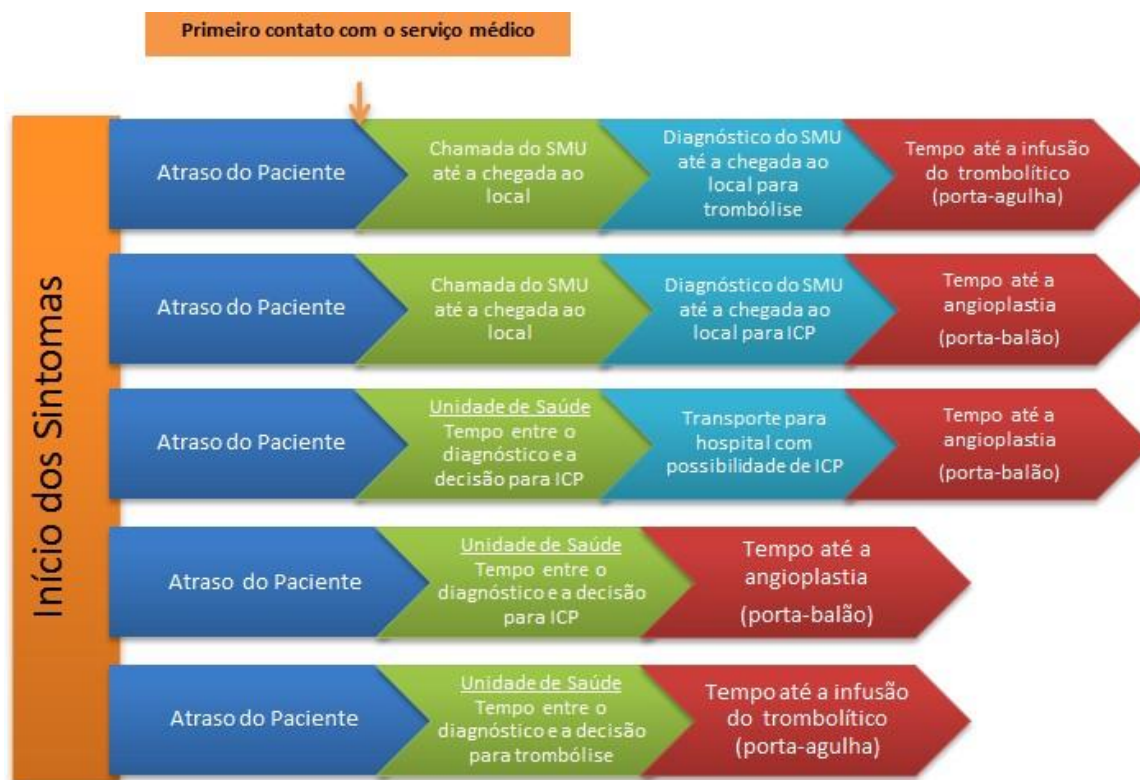 Primeiro contato com o serviço médico
Início dos Sintomas
Atraso do Paciente
Chamada do SMU
até a chegada ao
local
Diagnóstico do SMU
até a chegada ao
local para
trombólise
Tempo até a infusão
do trombolítico
(porta-agulha)
Atraso do Paciente
Chamada do SMU
até a chegada ao
local
Diagnóstico do SMU
até a chegada ao
local para ICP
Tempo até a
angioplastia
(porta-balão)
Atraso do Paciente
Unidade de Saúde
Tempo entre o
diagnóstico e a
decisão para ICP
Transporte para
hospital com
possibilidade de ICP
Tempo até a
angioplastia
(porta-balão)
Atraso do Paciente
Unidade de Saúde
Tempo entre o
diagnóstico e a decisão
para ICP
Tempo até a
angioplastia
(porta-balão)
Atraso do Paciente
Unidade de Saúde
Tempo entre o
diagnóstico e a decisão
para trombólise
Tempo até a infusão
do trombolítico
(porta-agulha)